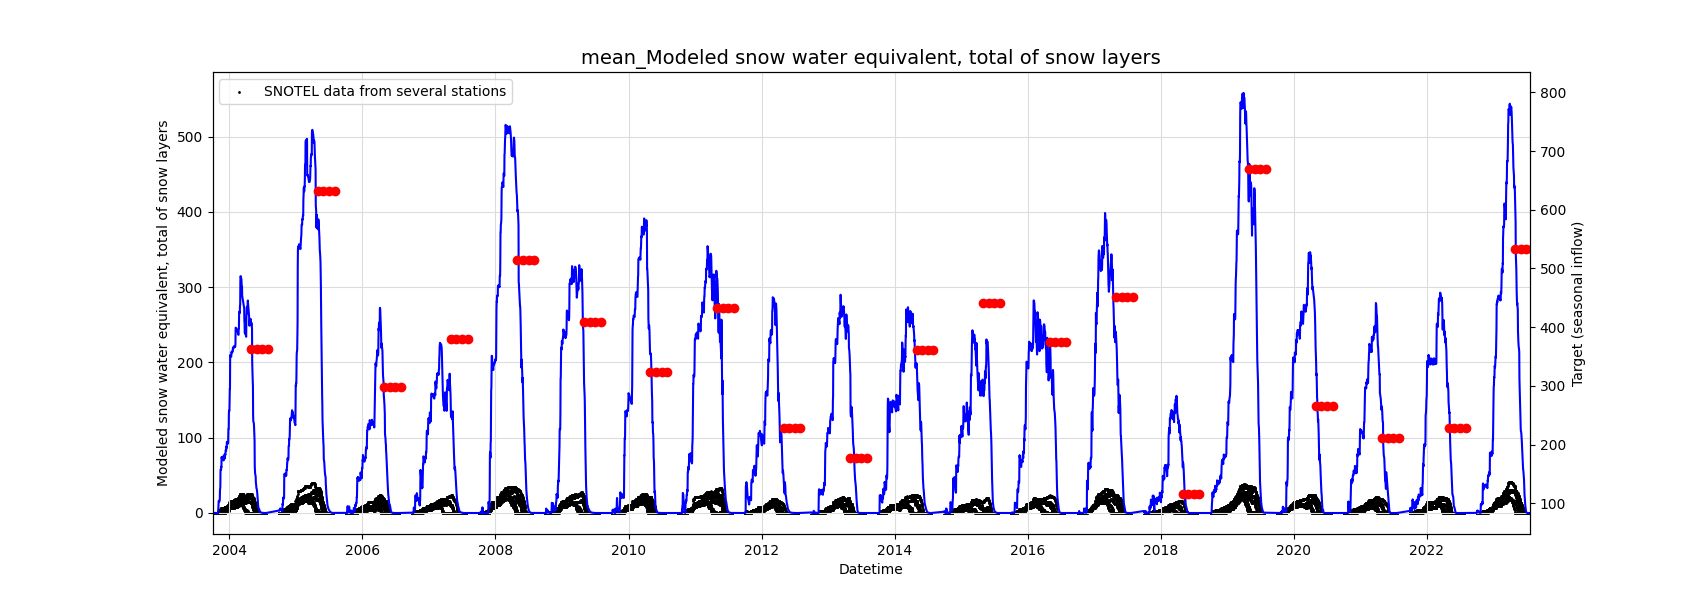 mean_Modeled snow water equivalent, total of snow layers
SNOTEL data from several stations
Modeled snow water equivalent, total of snow layers
500
400
300
200
100
0
800
700
600
500
400
300
200
100
Target (seasonal inflow)
2004 2006 2008 2010 2012 2014 2016 2018 2020 2022
Datetime